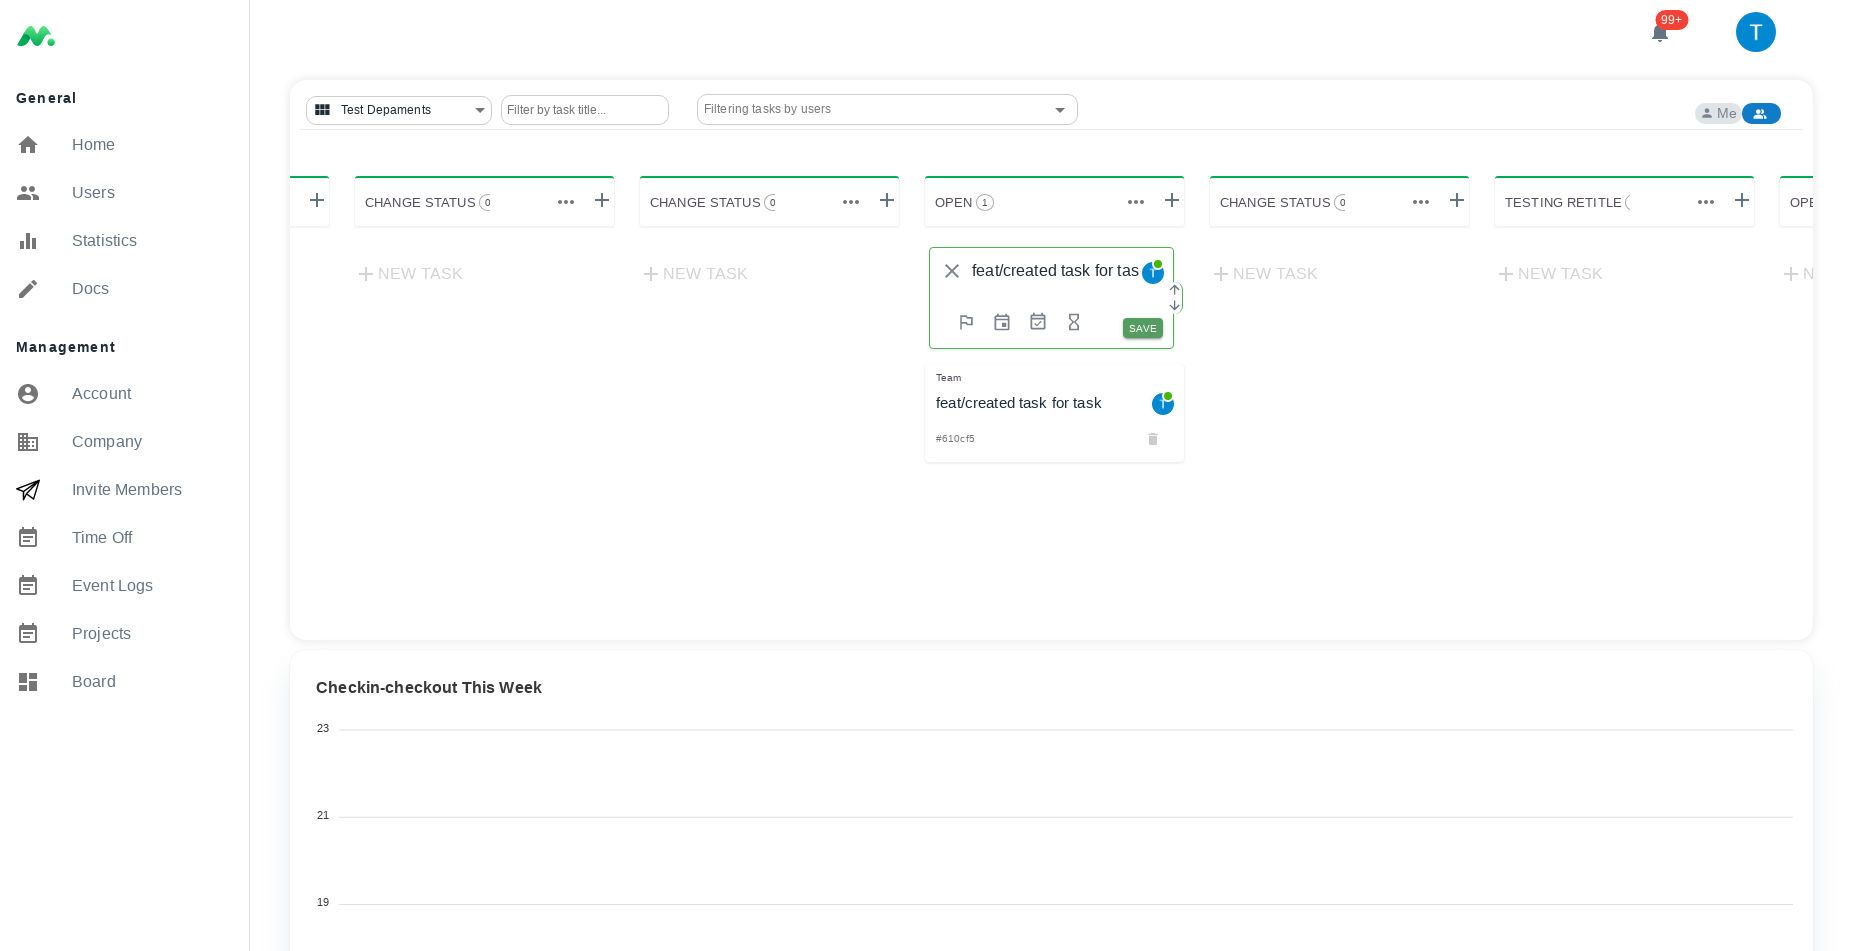 General
Home
Users
Statistics
Docs
Management
Account
Company
Invite Members
Time Off
Event Logs
Projects
Board
99+
T
Test Depaments
Filter by task title...
Filtering tasks by users
Me
CHANGE STATUS 0
CHANGE STATUS 0
OPEN 1
CHANGE STATUS 0
TESTING RETITLE
OPE
NEW TASK
NEW TASK
feat/created task for tas
T
SAVE
NEW TASK
NEW TASK
N
Team
feat/created task for task
T
#610cf5
Checkin-checkout This Week
23
21
19